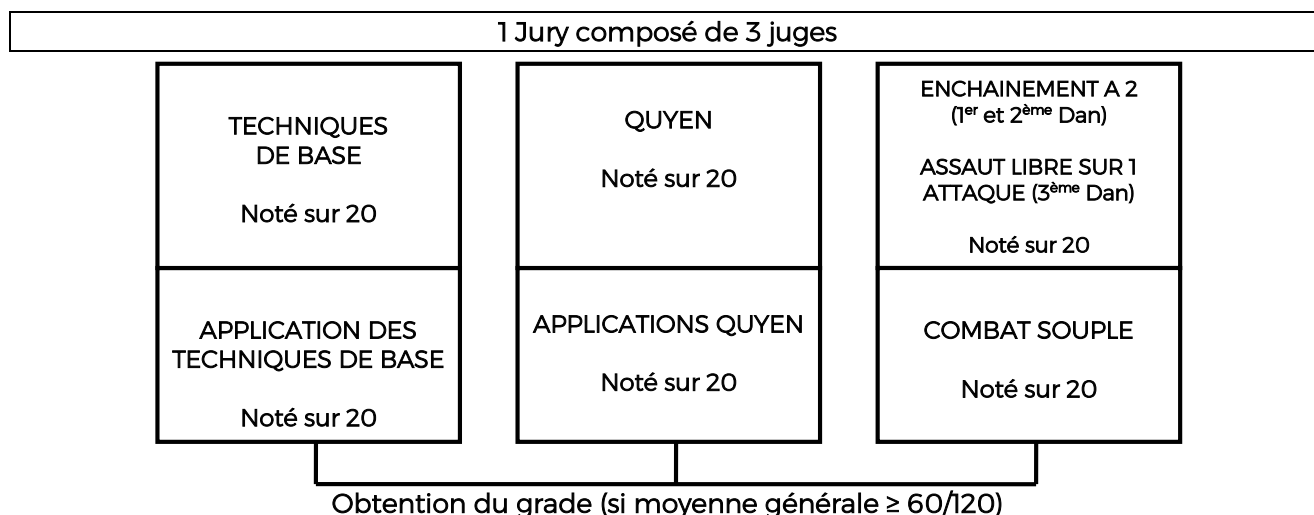 1 Jury composé de 3 juges
TECHNIQUES
DE BASE
Noté sur 20
QUYEN
Noté sur 20
ENCHAINEMENT A 2
(1er et 2ème Dan)
ASSAUT LIBRE SUR 1
ATTAQUE (3ème Dan)
Noté sur 20
APPLICATION DES
TECHNIQUES DE BASE
Noté sur 20
APPLICATIONS QUYEN
Noté sur 20
COMBAT SOUPLE
Noté sur 20
Obtention du grade (si moyenne générale ≥ 60/120)